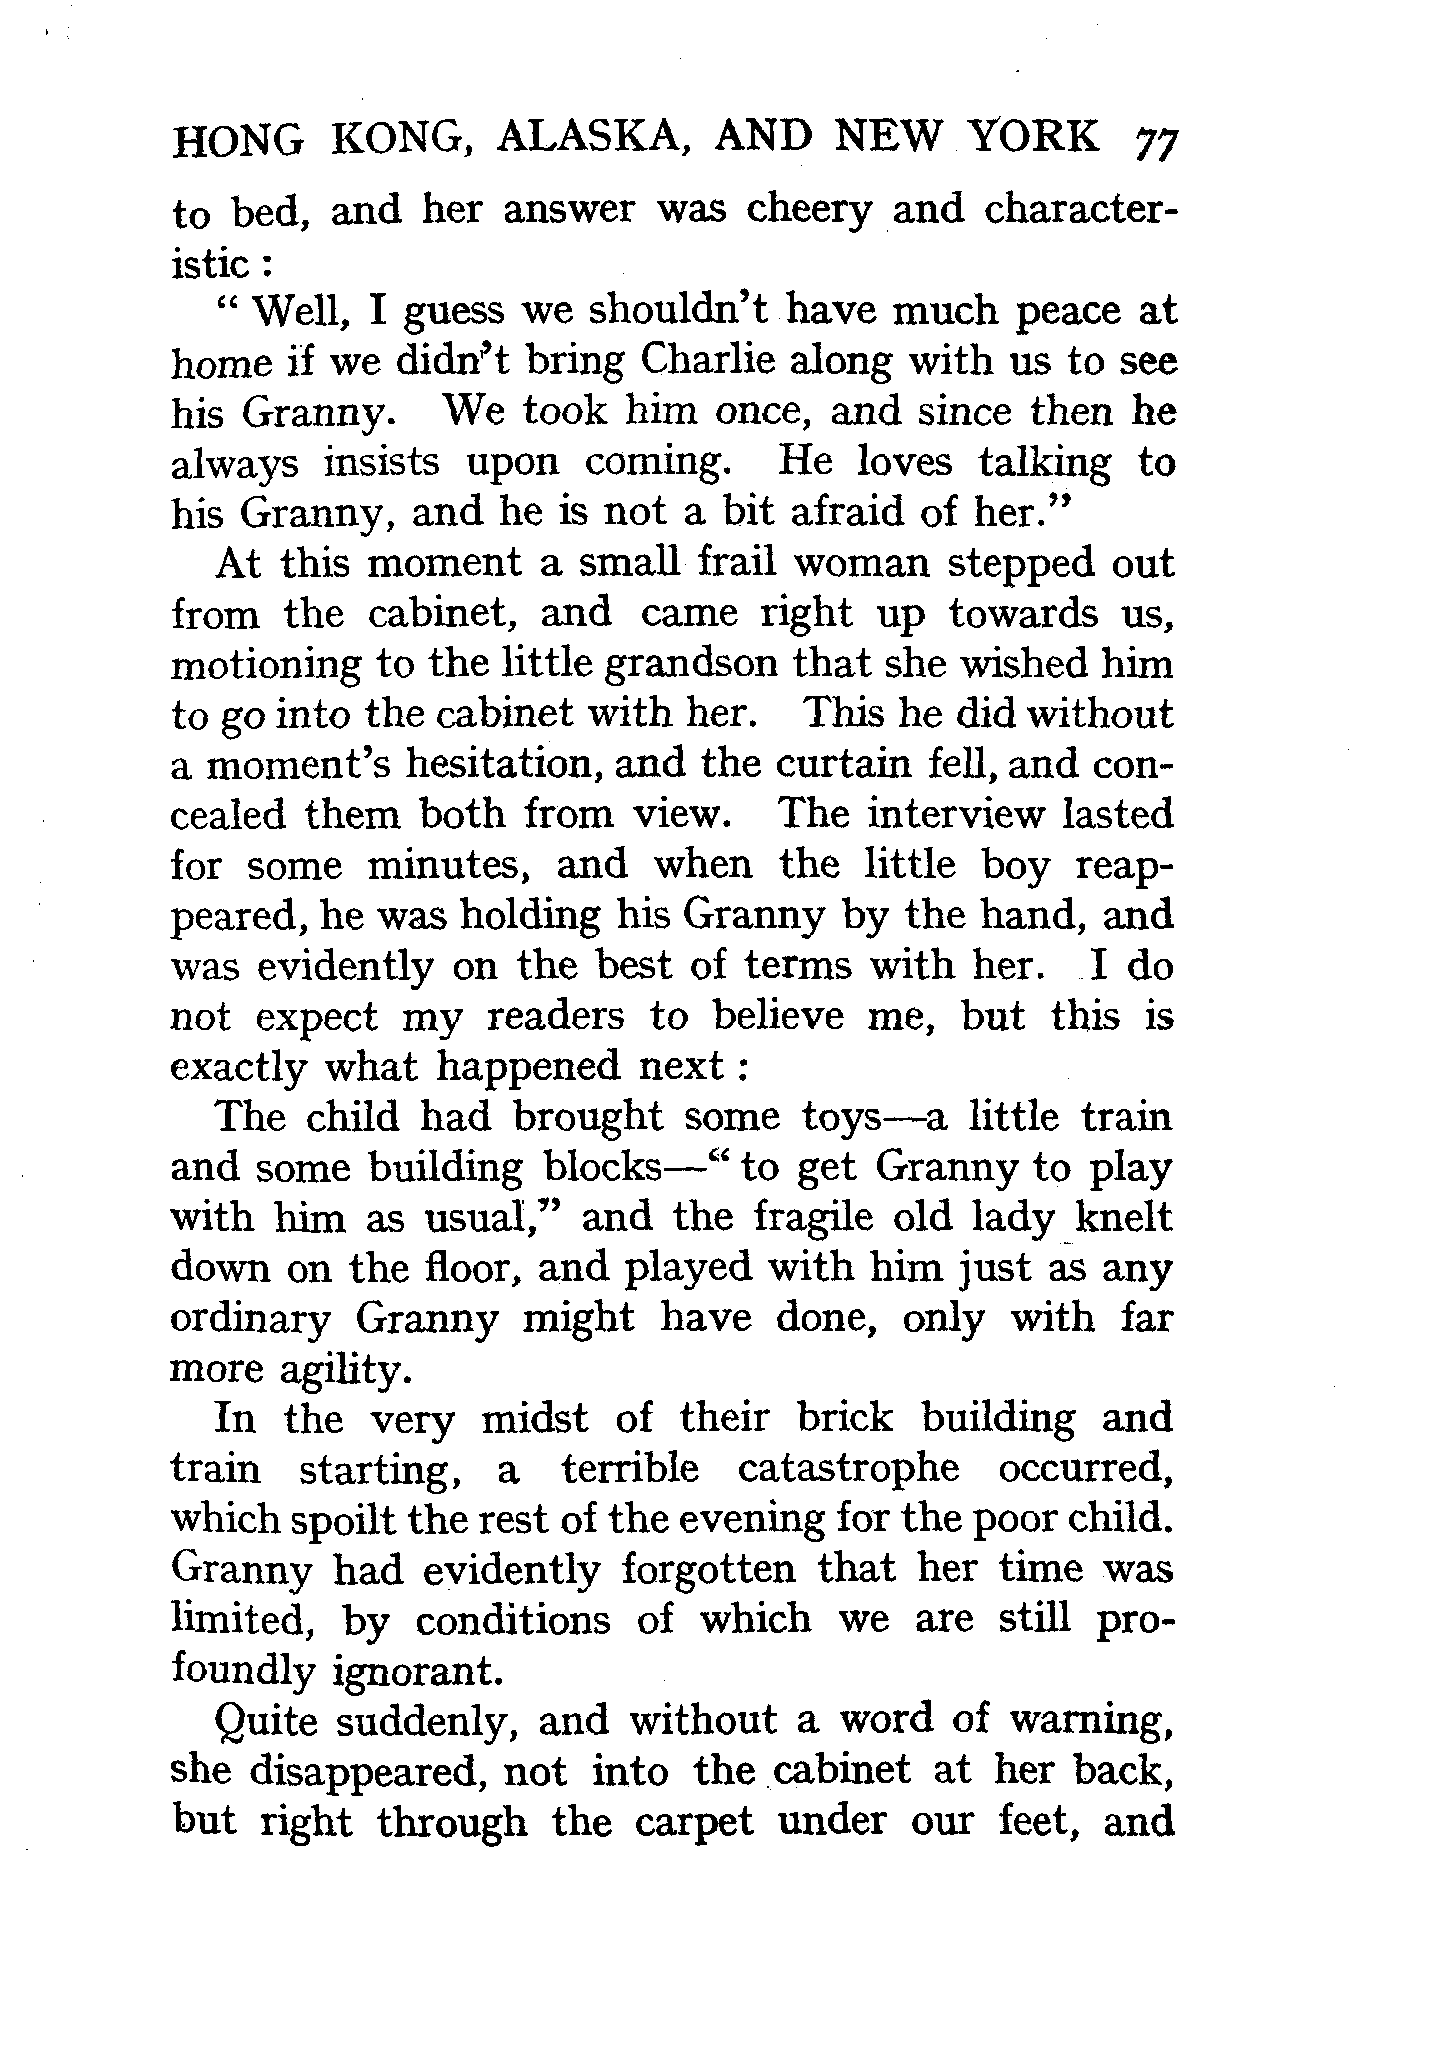 HONG KONG, ALASKA, AND NEW YORK 77
to bed, and her answer was cheery and character-
istic :
“ Well, I guess we shouldn’t have much peace at
home if we didn’t bring Charlie along with us to see
his Granny. We took him once, and since then he
always insists upon coming. He loves talking to
his Granny, and he is not a bit afraid of her.”
At this moment a small frail woman stepped out
from the cabinet, and came right up towards us,
motioning to the little grandson that she wished him
to go into the cabinet with her. This he did without
a moment’s hesitation, and the curtain fell, and con-
cealed them both from view. The interview lasted
for some minutes, and when the little boy reap-
peared, he was holding his Granny by the hand, and
was evidently on the best of terms with her. I do
not expect my readers to believe me, but this is
exactly what happened next :
The child had brought some toys—a little train
and some building blocks—“ to get Granny to play
with him as usual,” and the fragile old lady knelt
down on the floor, and played with him just as any
ordinary Granny might have done, only with far
more agility.
In the very midst of their brick building and
train starting, a terrible catastrophe occurred,
which spoilt the rest of the evening for the poor child.
Granny had evidently forgotten that her time was
limited, by conditions of which we are still pro-
foundly ignorant.
Quite suddenly, and without a word of warning,
she disappeared, not into the cabinet at her back,
but right through the carpet under our feet, and